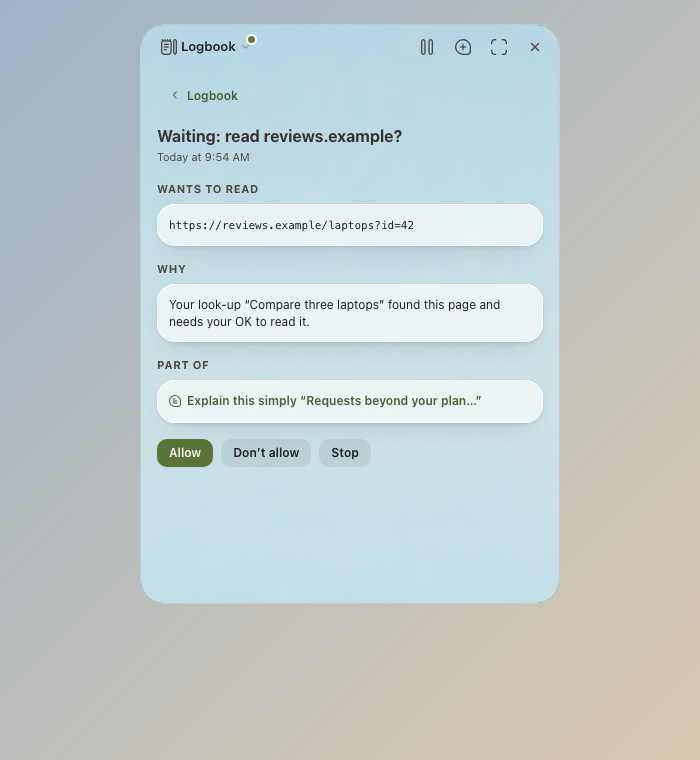 Logbook
Logbook
Waiting: read reviews.example?
Today at 9:54 AM
WANTS TO READ
https://reviews.example/laptops?id=42
WHY
Your look-up “Compare three laptops” found this page and
needs your OK to read it.
PART OF
Explain this simply “Requests beyond your plan...”
Allow
Don’t allow
Stop